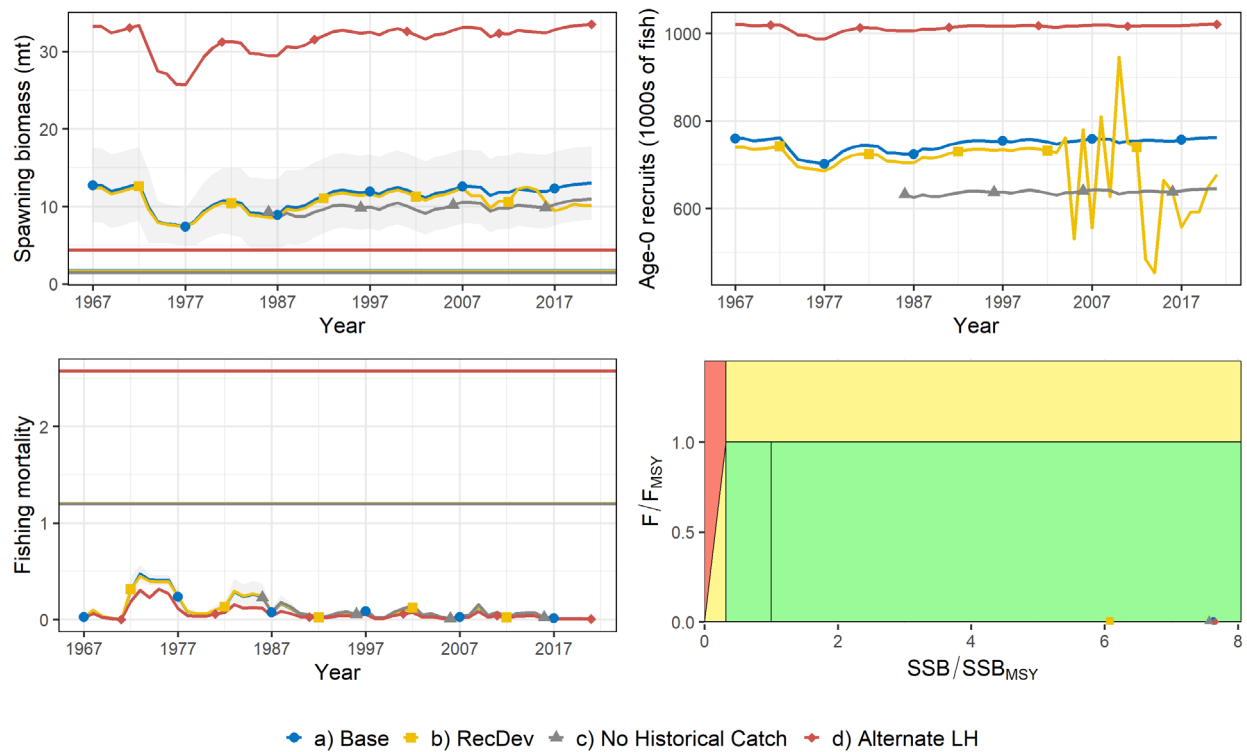 Spawning biomass (mt)
30
20
10
0
1967 1977 1987 1997 2007 2017
Year
Age-0 recruits (1000s of fish)
1000
800
600
1967 1977 1987 1997 2007 2017
Year
Fishing mortality
2
1
0
1967 1977 1987 1997 2007 2017
Year
F/F_MSY
1.0
0.5
0.0
0 2 4 6 8
SSB/SSB_MSY
a) Base b) RecDev c) No Historical Catch d) Alternate LH